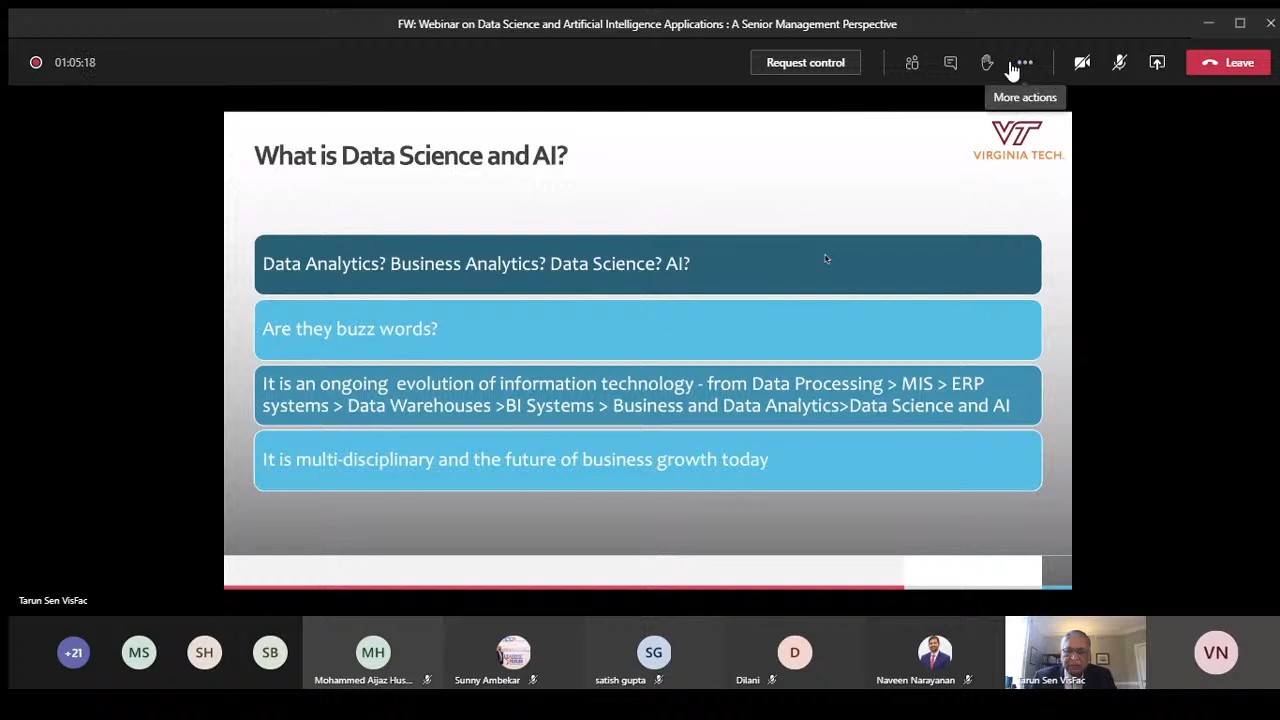 FW: Webinar on Data Science and Artificial Intelligence Applications : A Senior Management Perspective
01:05:18
Request control
Leave
More actions
What is Data Science and AI?
VT
VIRGINIA TECH.
Data Analytics? Business Analytics? Data Science? AI?
Are they buzz words?
It is an ongoing evolution of information technology - from Data Processing > MIS > ERP
systems > Data Warehouses >BI Systems > Business and Data Analytics>Data Science and AI
It is multi-disciplinary and the future of business growth today
Tarun Sen VisFac
+21
MS
SH
SB
MH
SG
D
VN
Mohammed Aijaz Hus...
Sunny Ambekar
satish gupta
Dilani
Naveen Narayanan
Tarun Sen VisFac